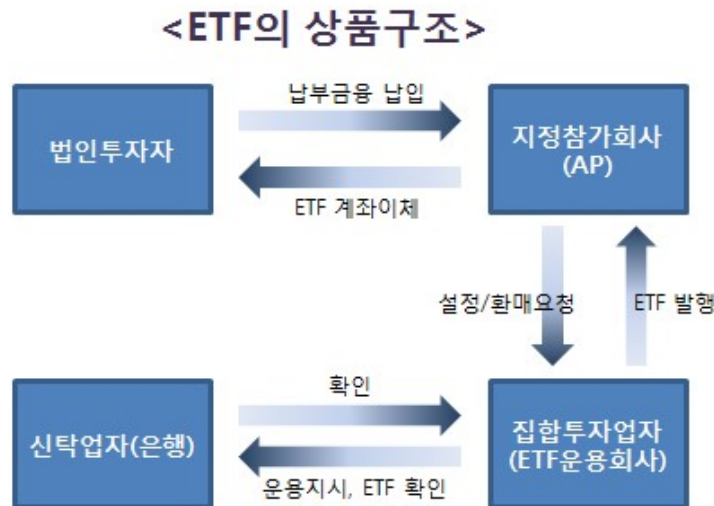 <ETF의 상품구조>
법인투자자
납부금용 납입
ETF 계좌이체
지정참가회사
(AP)
설정/환매요청
ETF 발행
신탁업자(은행)
확인
운용지시, ETF 확인
집합투자업자
(ETF운용회사)